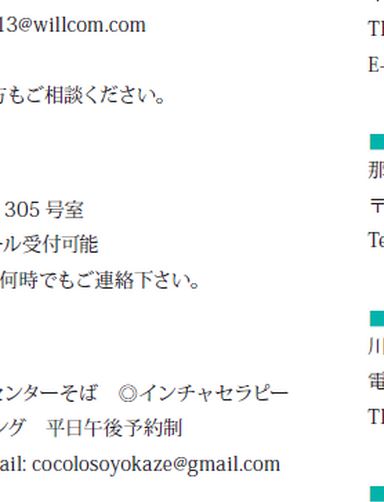 13@willcom.com
方もご相談ください。
305 号室
ール受付可能
何時でもご連絡下さい。
センターそば　◎インチャセラピー
ング　平日午後予約制
ail: cocolosoyokaze@gmail.com
E-
那
〒
Te
川
電